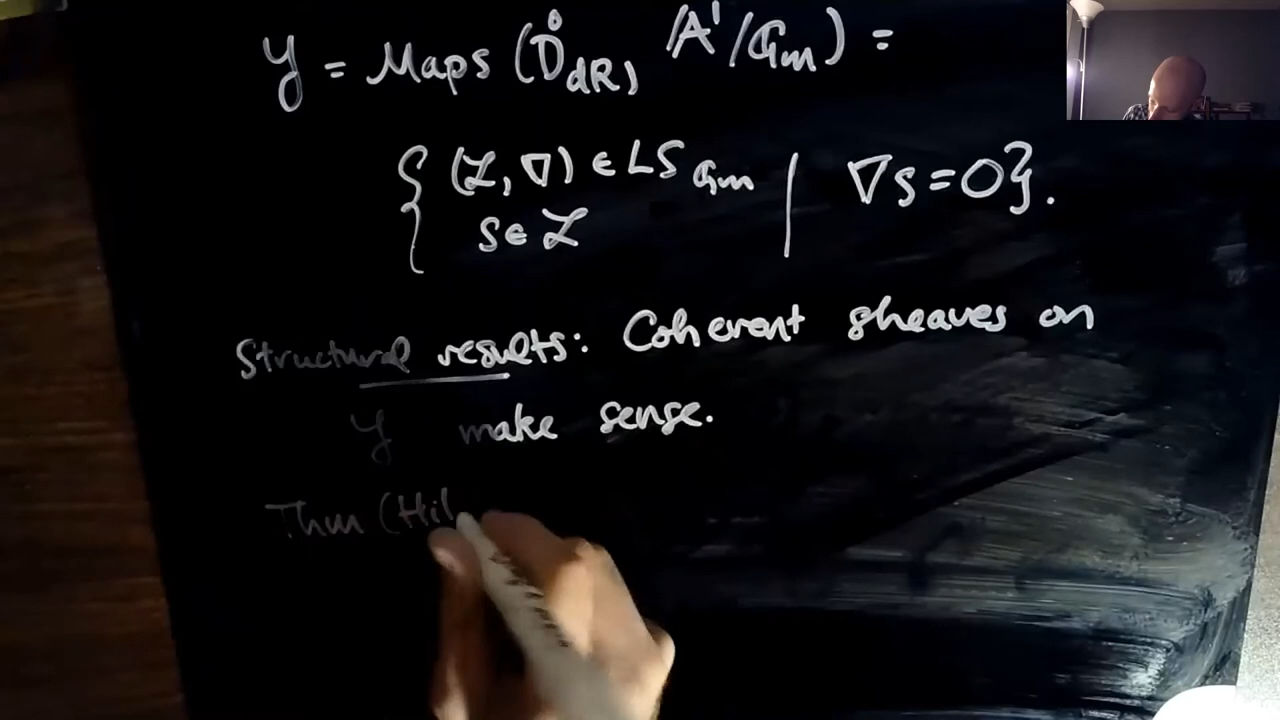 𝒴 = Maps (D̊_dR, 𝔸¹/𝔾_m) =
{ (ℒ, ∇) ∈ LS_𝔾m | ∇s = 0 }.
s ∈ ℒ
Structural results: Coherent sheaves on
𝒴 make sense.
Thm (Hil